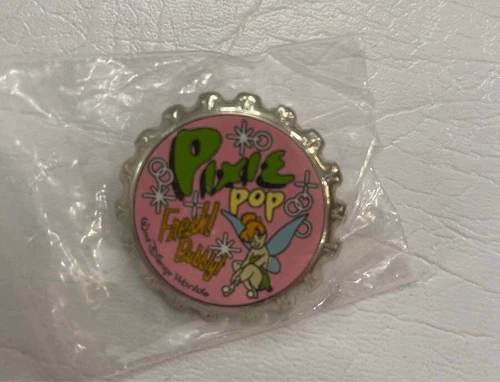 Pixie
POP
Fresh!
Bubbly!
Walt Disney World®